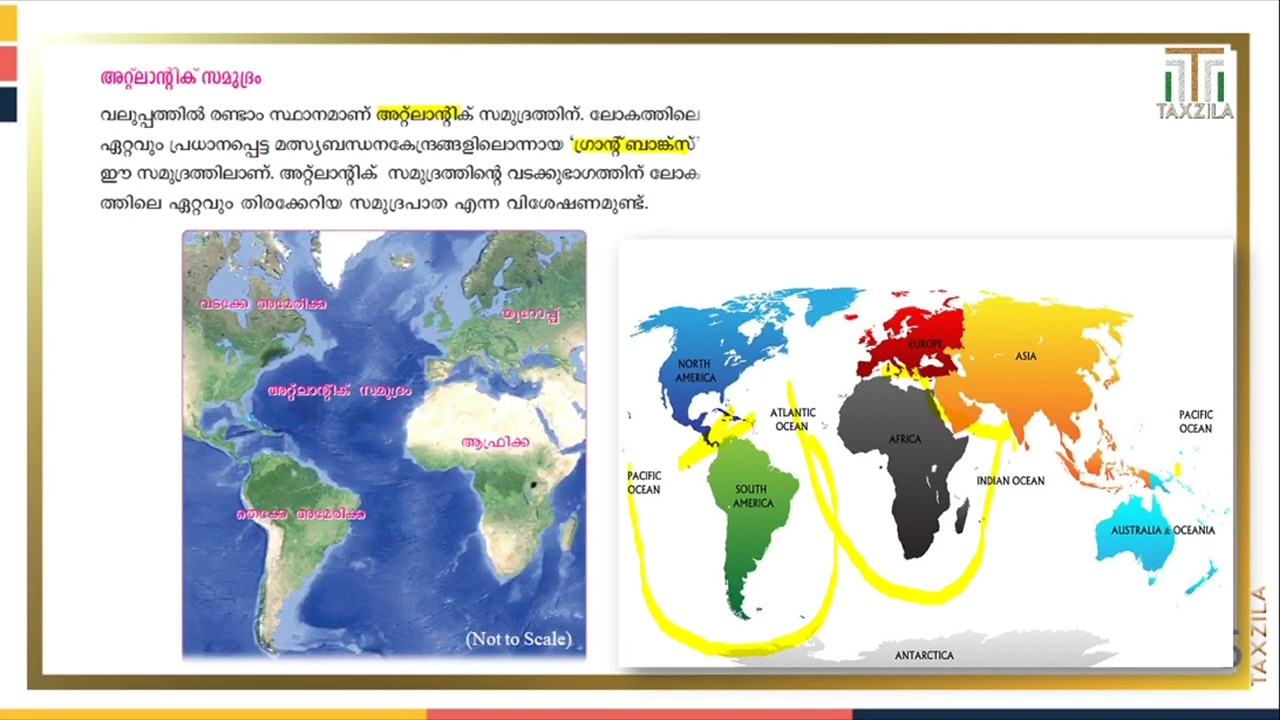 അറ്റ്ലാന്റിക് സമുദ്രം
വലുപ്പത്തിൽ രണ്ടാം സ്ഥാനമാണ് അറ്റ്ലാന്റിക് സമുദ്രത്തിന്. ലോകത്തിലെ
ഏറ്റവും പ്രധാനപ്പെട്ട മത്സ്യബന്ധനകേന്ദ്രങ്ങളിലൊന്നായ 'ഗ്രാന്റ് ബാങ്ക്സ്'
ഈ സമുദ്രത്തിലാണ്. അറ്റ്ലാന്റിക് സമുദ്രത്തിന്റെ വടക്കുഭാഗത്തിന് ലോക
ത്തിലെ ഏറ്റവും തിരക്കേറിയ സമുദ്രപാത എന്ന വിശേഷണമുണ്ട്.
TAXZILA
വടക്കേ അമേരിക്ക
യൂറോപ്പ്
അറ്റ്ലാന്റിക് സമുദ്രം
ആഫ്രിക്ക
തെക്കേ അമേരിക്ക
(Not to Scale)
NORTH
AMERICA
EUROPE
ASIA
ATLANTIC
OCEAN
PACIFIC
OCEAN
AFRICA
PACIFIC
OCEAN
SOUTH
AMERICA
INDIAN OCEAN
AUSTRALIA & OCEANIA
ANTARCTICA
TAXZILA